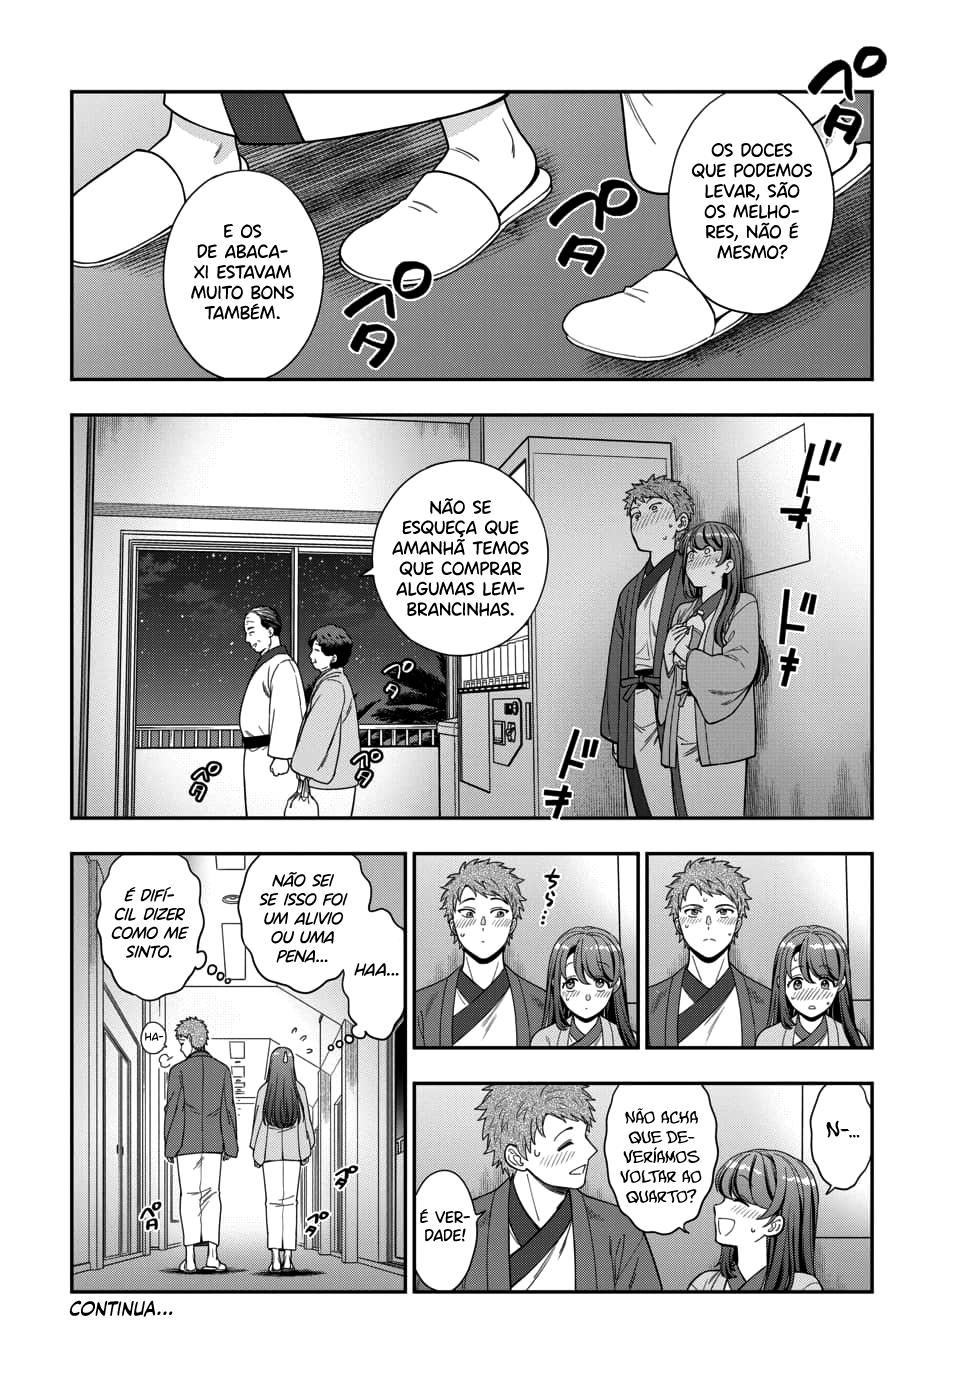 ペタ
OS DOCES
QUE PODEMOS
LEVAR, SÃO
OS MELHO-
RES, NÃO É
MESMO?
ペタ
E OS
DE ABACA-
XI ESTAVAM
MUITO BONS
TAMBÉM.
ペタ
ドキ
NÃO SE
ESQUEÇA QUE
AMANHÃ TEMOS
QUE COMPRAR
ALGUMAS LEM-
BRANCINHAS.
ドキ
ドキ
ペタ
ペタ
ペタ
ちら…
N-...
NÃO ACHA
QUE DE-
VERÍAMOS
VOLTAR AO
QUARTO?
É VER-
DADE!
NÃO SEI
SE ISSO FOI
UM ALIVIO
OU UMA
PENA...
HAA...
É DIFÍ-
CIL DIZER
COMO ME
SINTO.
HA-
ペタ
ペタ
ペタ
CONTINUA...